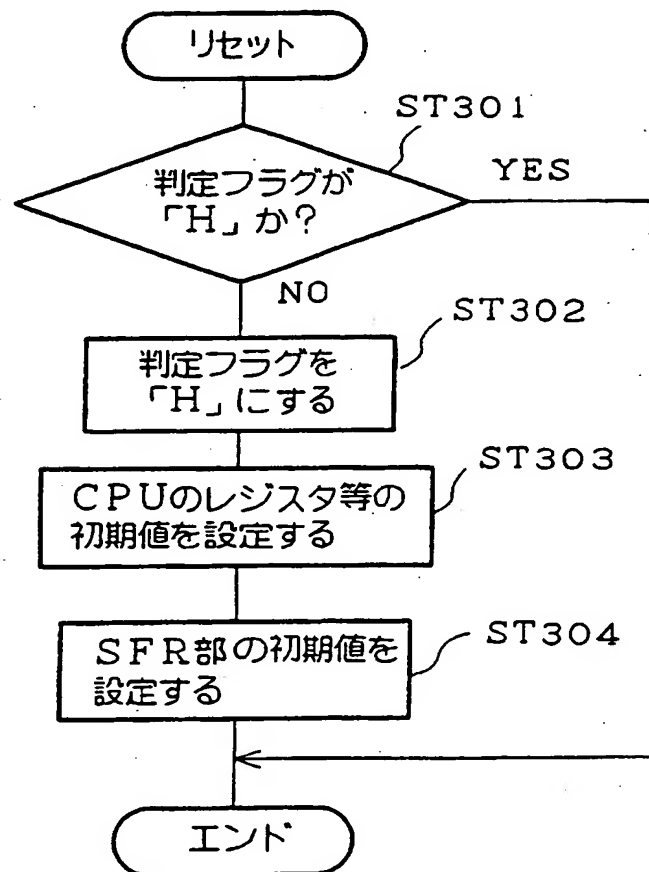 リセット
ST301
判定フラグが
「H」か？
YES
NO
ST302
判定フラグを
「H」にする
ST303
CPUのレジスタ等の
初期値を設定する
ST304
SFR部の初期値を
設定する
エンド